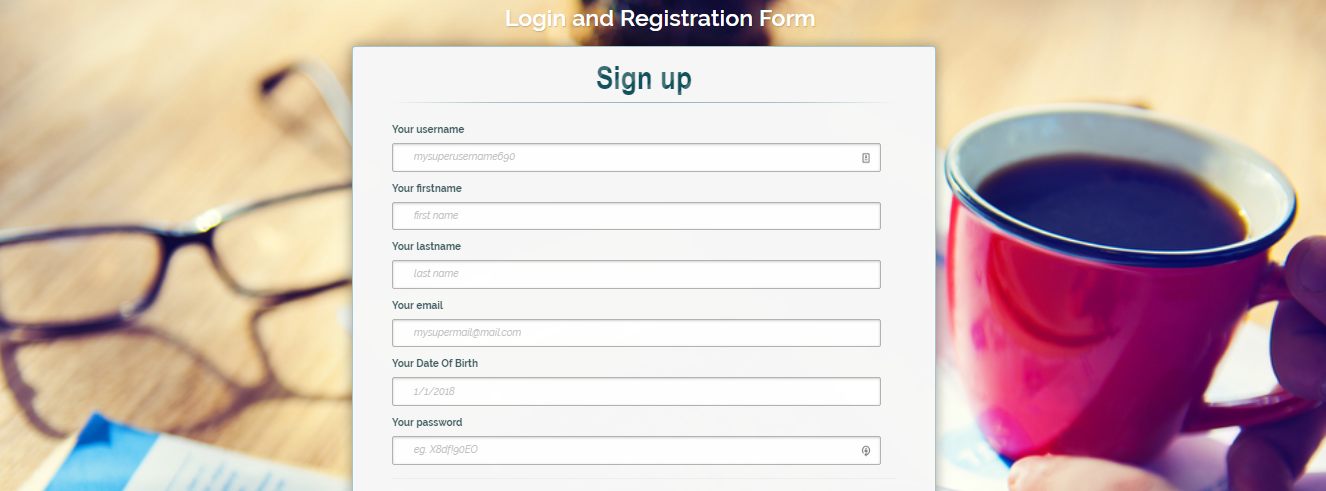 Login and Registration Form
Sign up
Your username
mysuperusername690
Your firstname
first name
Your lastname
last name
Your email
mysupermail@mail.com
Your Date Of Birth
1/1/2018
Your password
eg. X8df!90EO